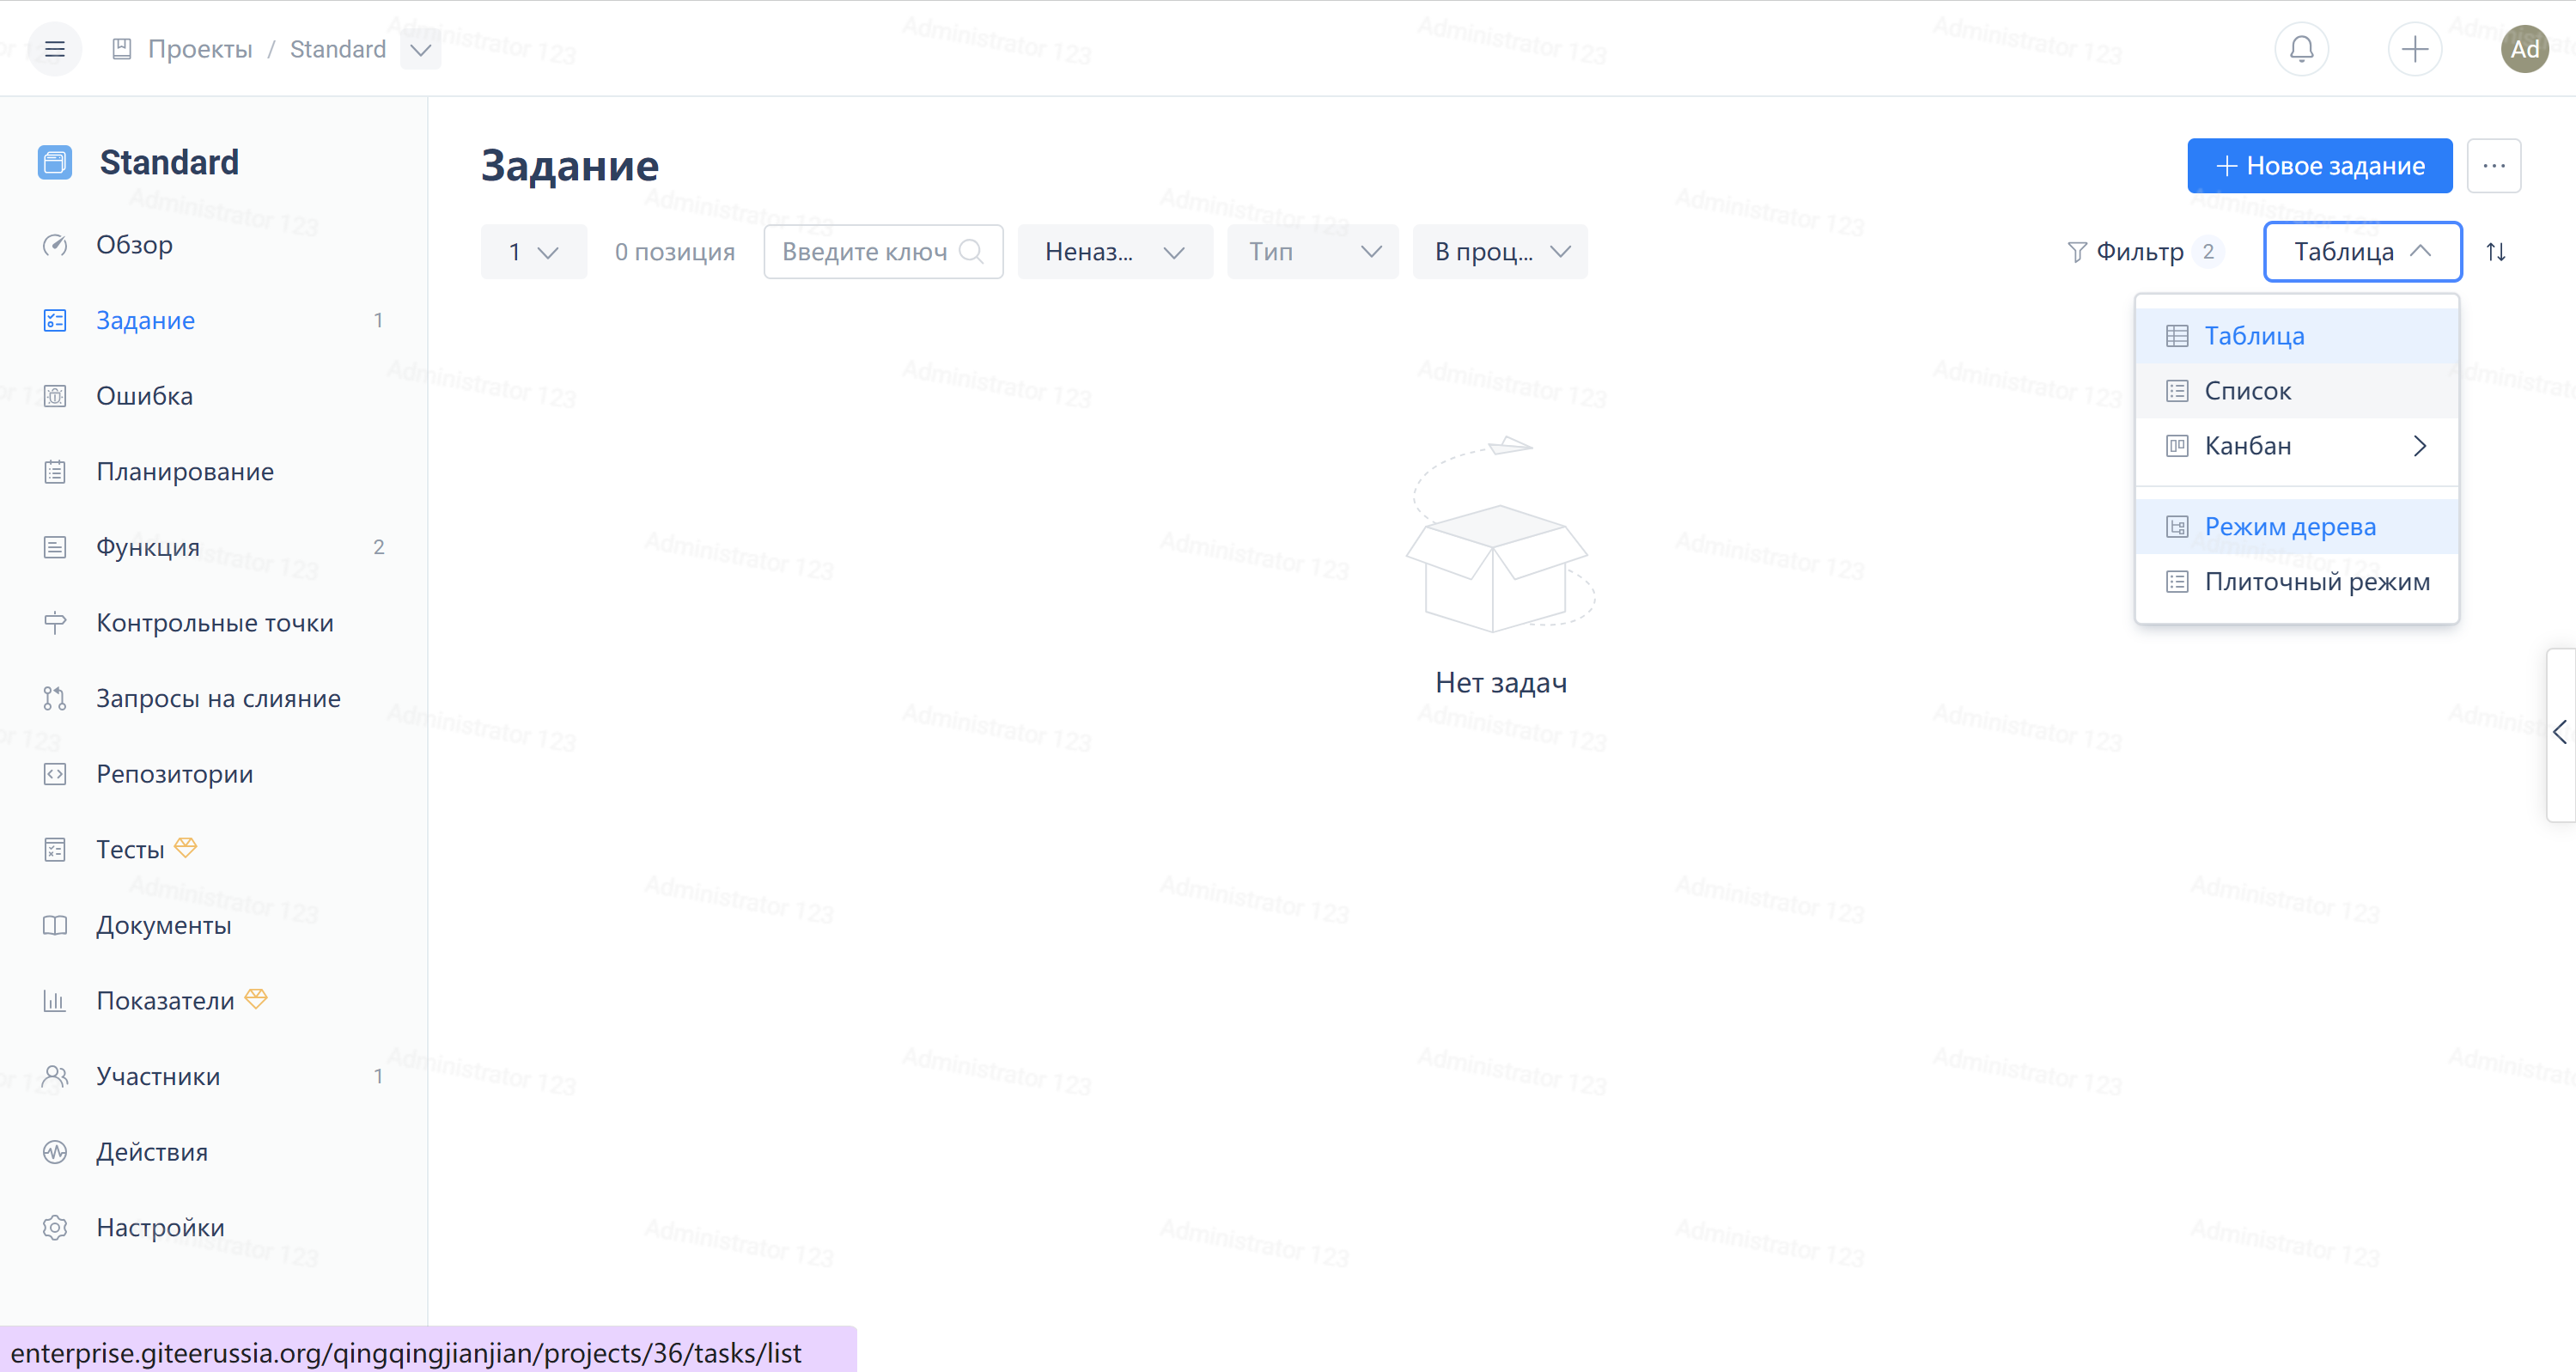 Проекты / Standard
Ad
Standard
Обзор
Задание 1
Ошибка
Планирование
Функция 2
Контрольные точки
Запросы на слияние
Репозитории
Тесты
Документы
Показатели
Участники 1
Действия
Настройки
Задание
Новое задание
1
0 позиция
Введите ключ
Неназ...
Тип
В проц...
Фильтр 2
Таблица
Таблица
Список
Канбан
Режим дерева
Плиточный режим
Нет задач
Administrator 123
enterprise.giteerussia.org/qingqingjianjian/projects/36/tasks/list